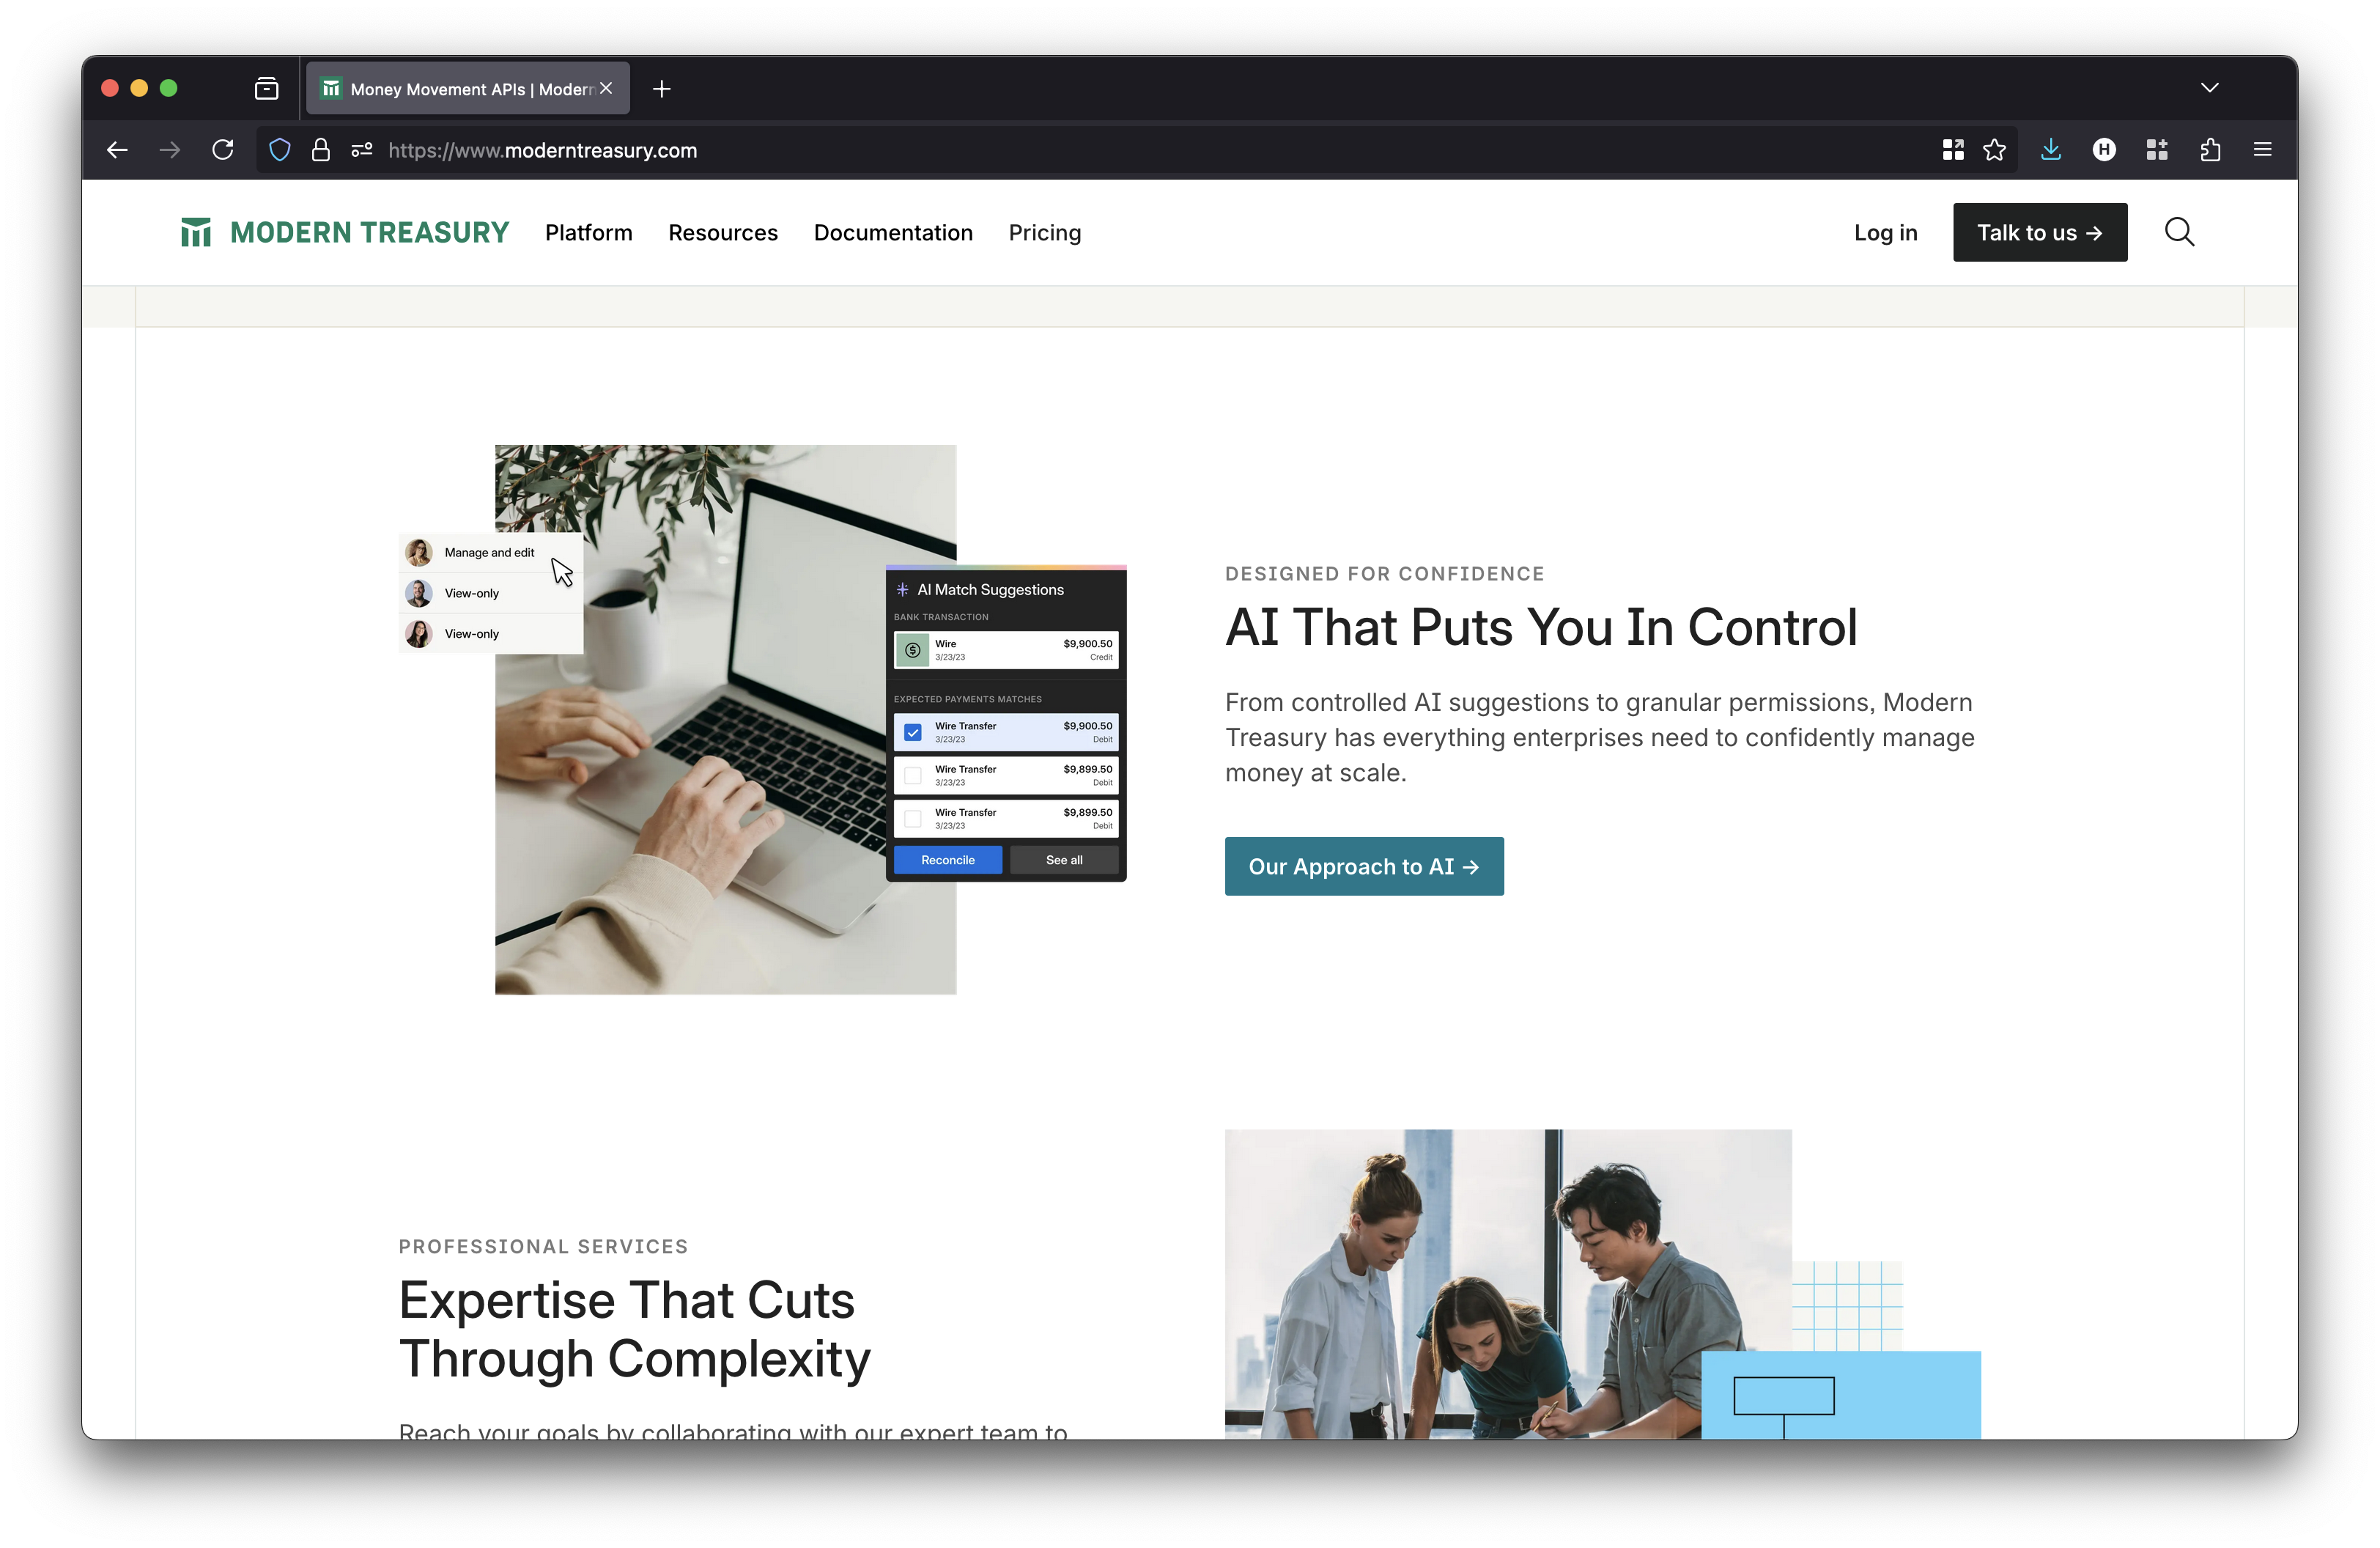 Money Movement APIs | Modern
https://www.moderntreasury.com
MODERN TREASURY
Platform
Resources
Documentation
Pricing
Log in
Talk to us →
Manage and edit
View-only
View-only
AI Match Suggestions
BANK TRANSACTION
Wire $9,900.50
3/23/23 Credit
EXPECTED PAYMENTS MATCHES
Wire Transfer $9,900.50
3/23/23 Debit
Wire Transfer $9,899.50
3/23/23 Debit
Wire Transfer $9,899.50
3/23/23 Debit
Reconcile See all
DESIGNED FOR CONFIDENCE
AI That Puts You In Control
From controlled AI suggestions to granular permissions, Modern
Treasury has everything enterprises need to confidently manage
money at scale.
Our Approach to AI →
PROFESSIONAL SERVICES
Expertise That Cuts
Through Complexity
Reach your goals by collaborating with our expert team to